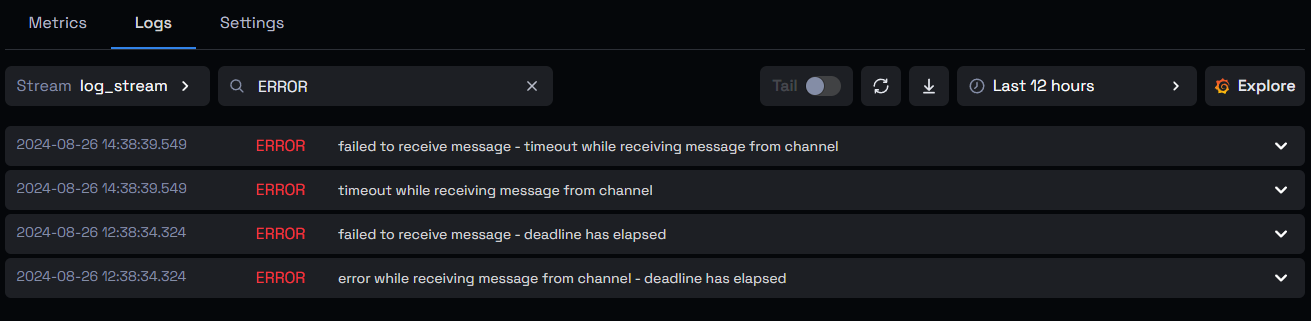 Metrics Logs Settings
Stream log_stream ERROR Tail Last 12 hours Explore
2024-08-26 14:38:39.549 ERROR failed to receive message - timeout while receiving message from channel
2024-08-26 14:38:39.549 ERROR timeout while receiving message from channel
2024-08-26 12:38:34.324 ERROR failed to receive message - deadline has elapsed
2024-08-26 12:38:34.324 ERROR error while receiving message from channel - deadline has elapsed